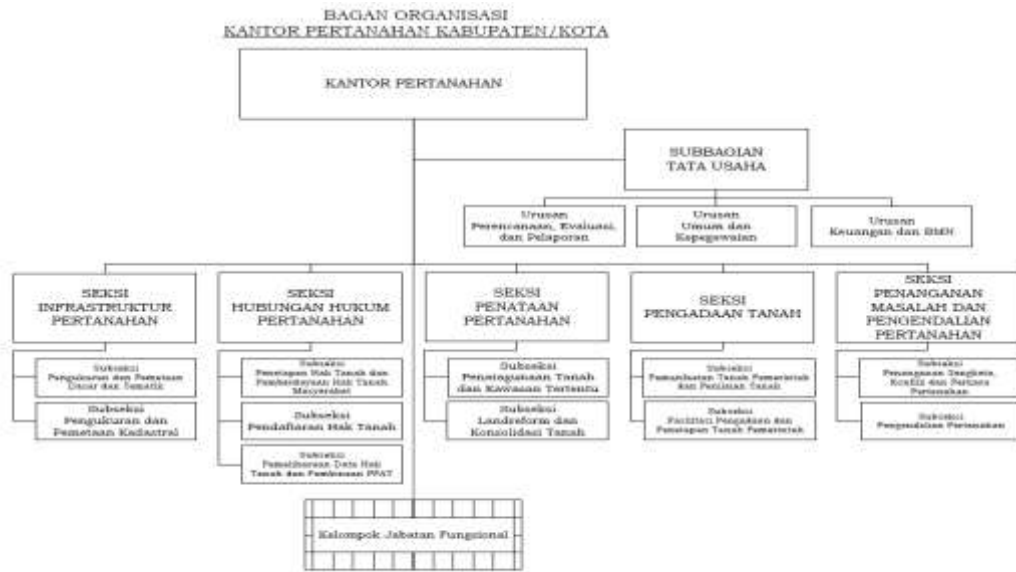 BAGAN ORGANISASI
KANTOR PERTANAHAN KABUPATEN/KOTA
KANTOR PERTANAHAN
SUBBAGIAN
TATA USAHA
Urusan
Perencanaan, Evaluasi,
dan Pelaporan
Urusan
Umum dan
Kepegawaian
Urusan
Keuangan dan BMN
SEKSI
INFRASTRUKTUR
PERTANAHAN
SEKSI
HUBUNGAN HUKUM
PERTANAHAN
SEKSI
PENATAAN
PERTANAHAN
SEKSI
PENGADAAN TANAH
SEKSI
PENANGANAN
MASALAH DAN
PENGENDALIAN
PERTANAHAN
Subseksi
Pengukuran dan Pemetaan
Dasar dan Tematik
Subseksi
Pengukuran dan
Pemetaan Kadastral
Subseksi
Penetapan Hak Tanah dan
Pemberdayaan Hak Tanah
Masyarakat
Subseksi
Pendaftaran Hak Tanah
Subseksi
Pemeliharaan Data Hak
Tanah dan Pembinaan PPAT
Subseksi
Penatagunaan Tanah
dan Kawasan Tertentu
Subseksi
Landreform dan
Konsolidasi Tanah
Subseksi
Pemanfaatan Tanah Pemerintah
dan Penilaian Tanah
Subseksi
Fasilitasi Pengadaan dan
Penetapan Tanah Pemerintah
Subseksi
Penanganan Sengketa,
Konflik dan Perkara
Pertanahan
Subseksi
Pengendalian Pertanahan
Kelompok Jabatan Fungsional